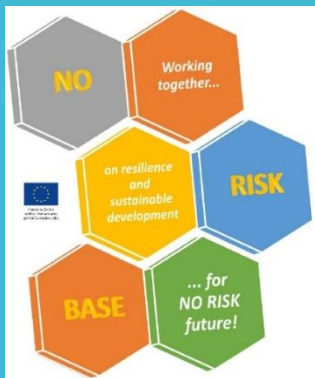 NO
Working
together...
on resilience
and
sustainable
development
RISK
BASE
... for
NO RISK
future!